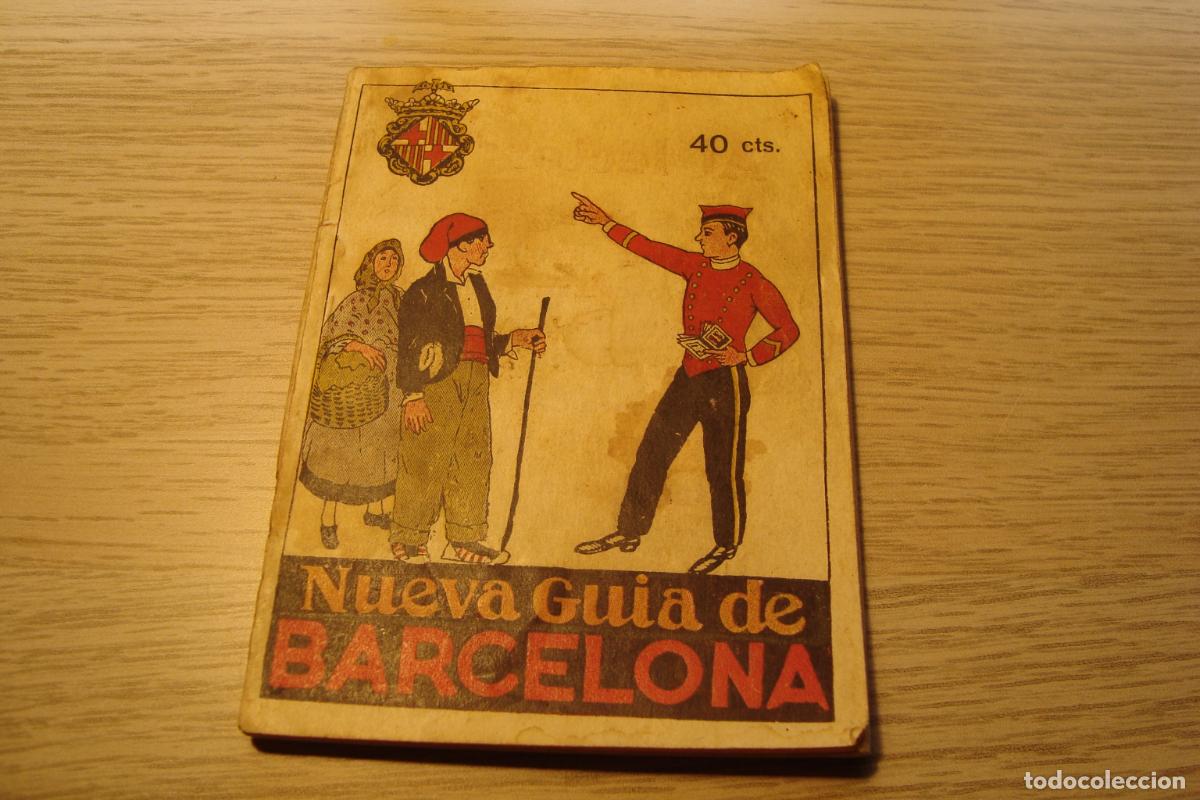 40 cts.
Nueva Guia de
BARCELONA
todocoleccion